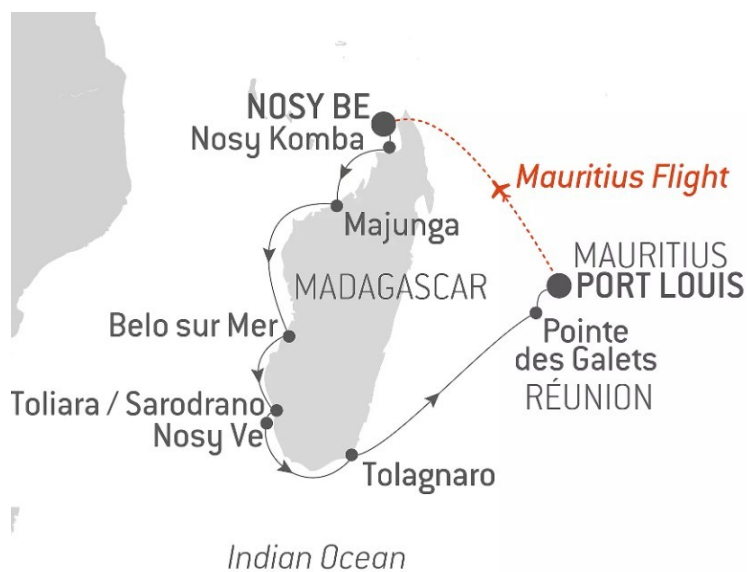 NOSY BE
Nosy Komba
Mauritius Flight
Majunga
MAURITIUS
PORT LOUIS
MADAGASCAR
Belo sur Mer
Pointe
des Galets
RÉUNION
Toliara / Sarodrano
Nosy Ve
Tolagnaro
Indian Ocean